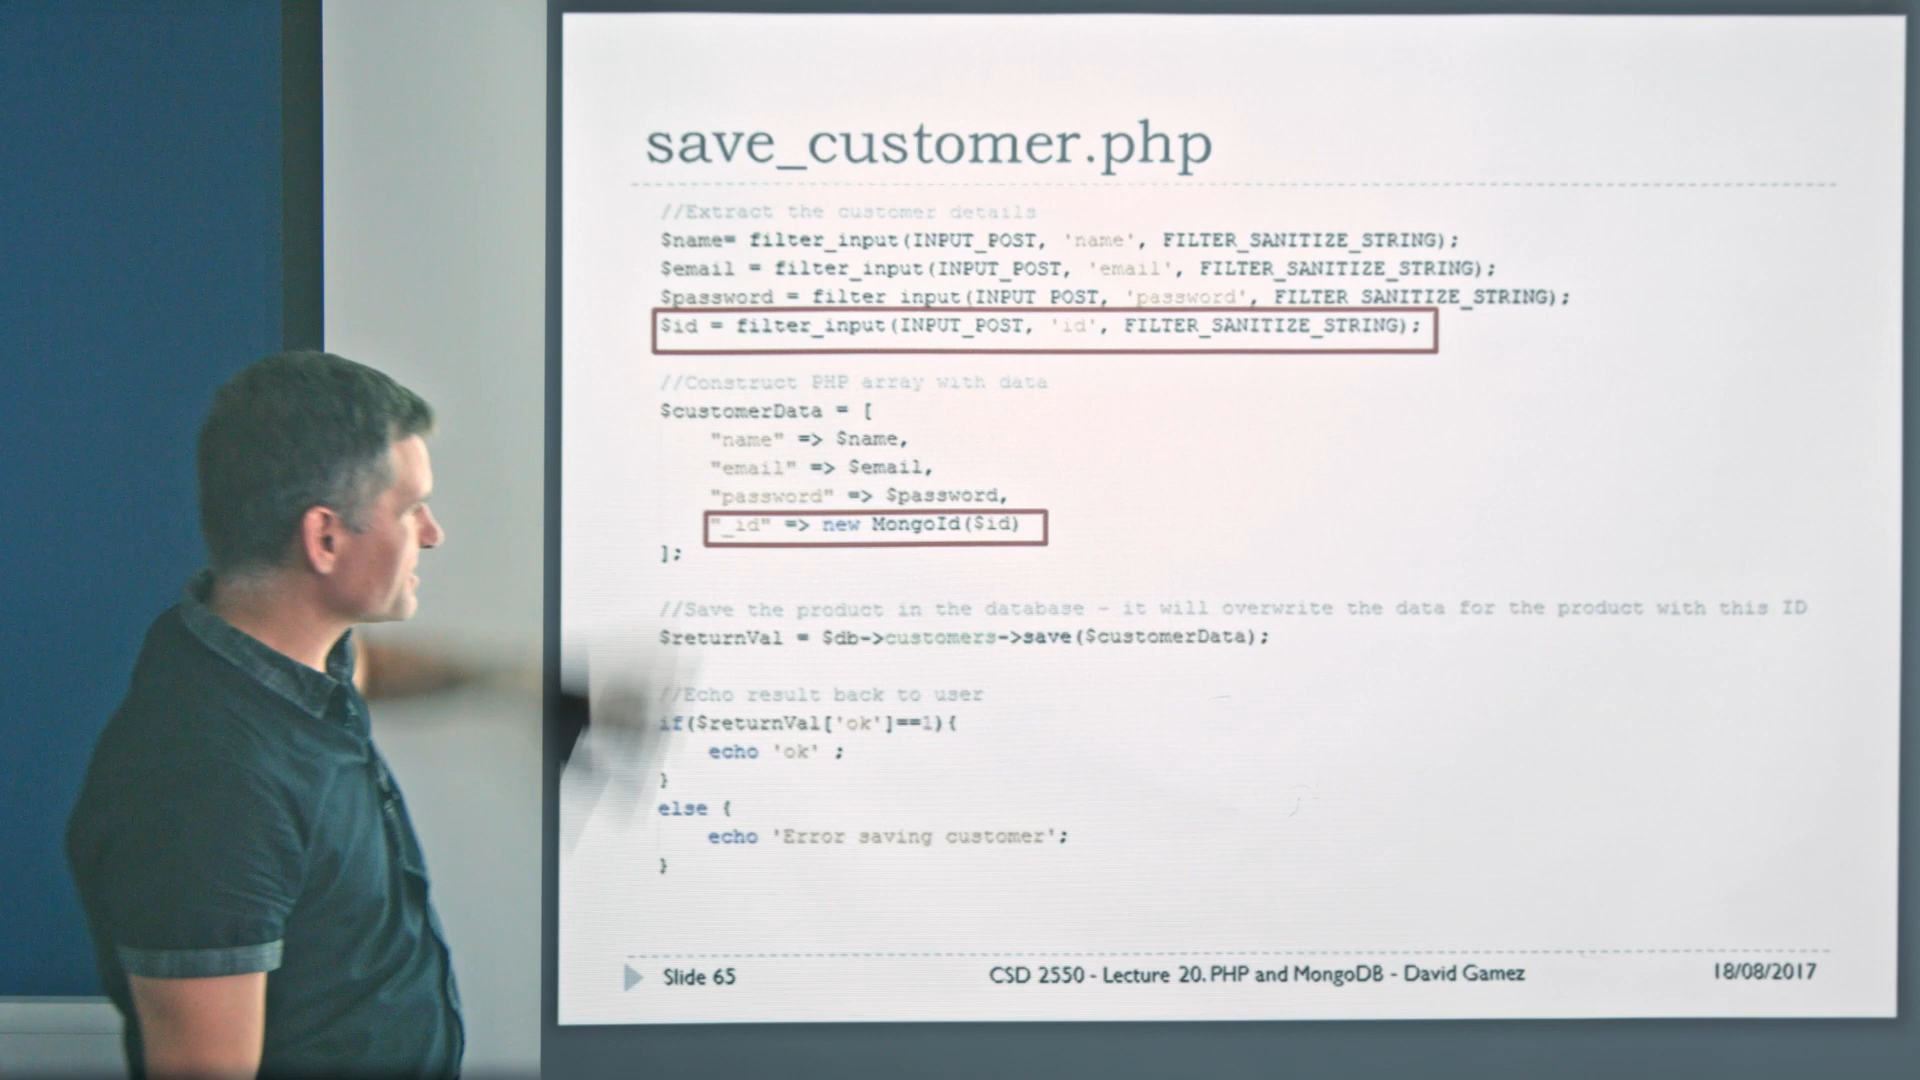 save_customer.php
//Extract the customer details
$name= filter_input(INPUT_POST, 'name', FILTER_SANITIZE_STRING);
$email = filter_input(INPUT_POST, 'email', FILTER_SANITIZE_STRING);
$password = filter_input(INPUT_POST, 'password', FILTER_SANITIZE_STRING);
$id = filter_input(INPUT_POST, 'id', FILTER_SANITIZE_STRING);
//Construct PHP array with data
$customerData = [
"name" => $name,
"email" => $email,
"password" => $password,
"_id" => new MongoId($id)
];
//Save the product in the database - it will overwrite the data for the product with this ID
$returnVal = $db->customers->save($customerData);
//Echo result back to user
if($returnVal['ok']==1){
echo 'ok' ;
}
else {
echo 'Error saving customer';
}
Slide 65
CSD 2550 - Lecture 20. PHP and MongoDB - David Gamez
18/08/2017